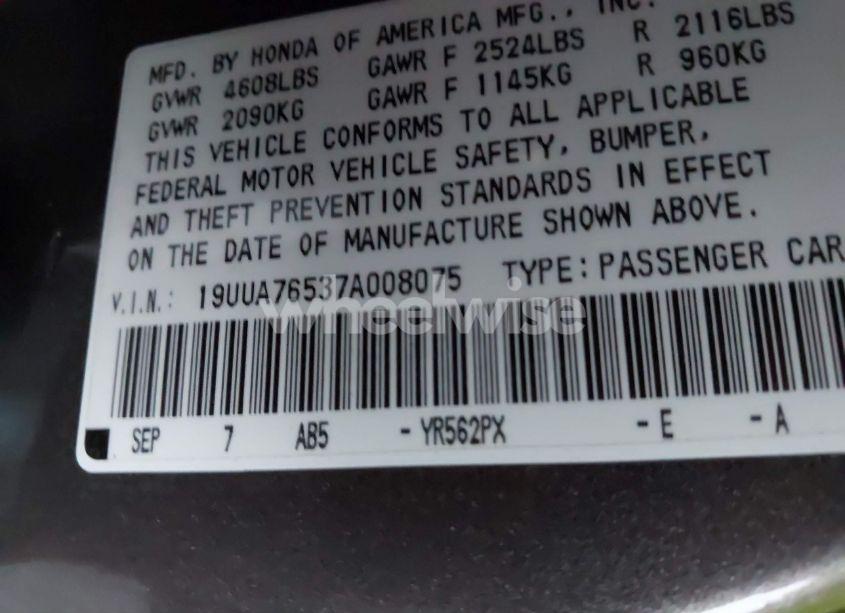 MFD. BY HONDA OF AMERICA MFG., INC.
GVWR 4608LBS GAWR F 2524LBS R 2116LBS
GVWR 2090KG GAWR F 1145KG R 960KG
THIS VEHICLE CONFORMS TO ALL APPLICABLE
FEDERAL MOTOR VEHICLE SAFETY, BUMPER,
AND THEFT PREVENTION STANDARDS IN EFFECT
ON THE DATE OF MANUFACTURE SHOWN ABOVE.
V.I.N.: 19UUA76537A008075 TYPE: PASSENGER CAR
wheelwise
SEP 7 AB5 -YR562PX -E -A